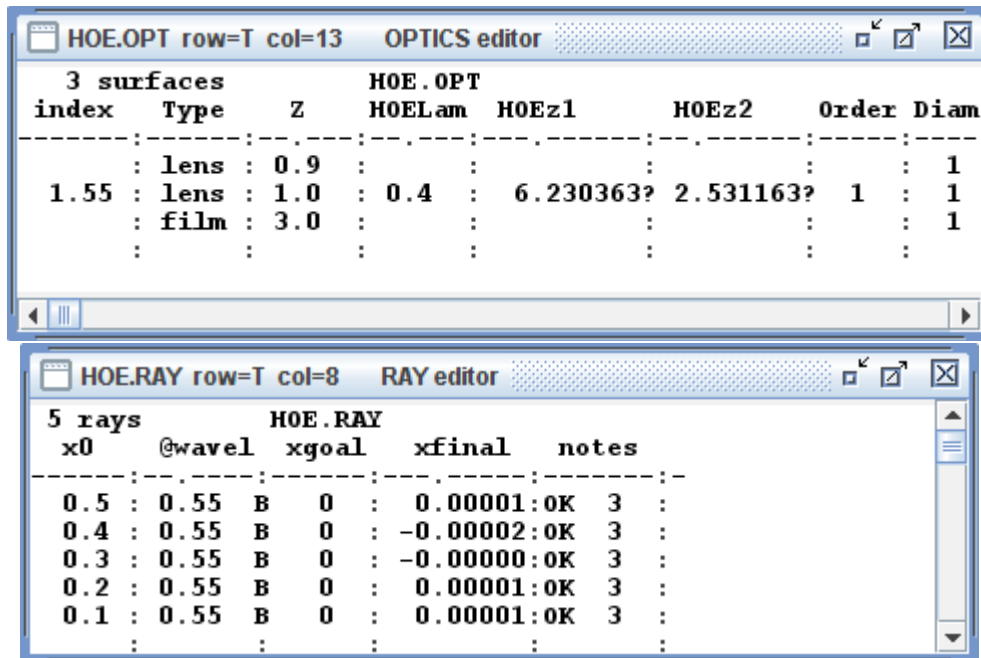 HOE.OPT row=T col=13 OPTICS editor
3 surfaces HOE.OPT
index Type Z HOELam HOEz1 HOEz2 Order Diam
------:------:--.---:--.---:---.------:---.------:-----:----
: lens : 0.9 : : : : : 1
1.55 : lens : 1.0 : 0.4 : 6.230363? 2.531163? 1 : 1
: film : 3.0 : : : : : 1
: : : : : : :
HOE.RAY row=T col=8 RAY editor
5 rays HOE.RAY
x0 @wavel xgoal xfinal notes
------:--.----:------:---.-----:-------:-
0.5 : 0.55 B 0 : 0.00001:OK 3 :
0.4 : 0.55 B 0 : -0.00002:OK 3 :
0.3 : 0.55 B 0 : -0.00000:OK 3 :
0.2 : 0.55 B 0 : 0.00001:OK 3 :
0.1 : 0.55 B 0 : 0.00001:OK 3 :
: : : : :